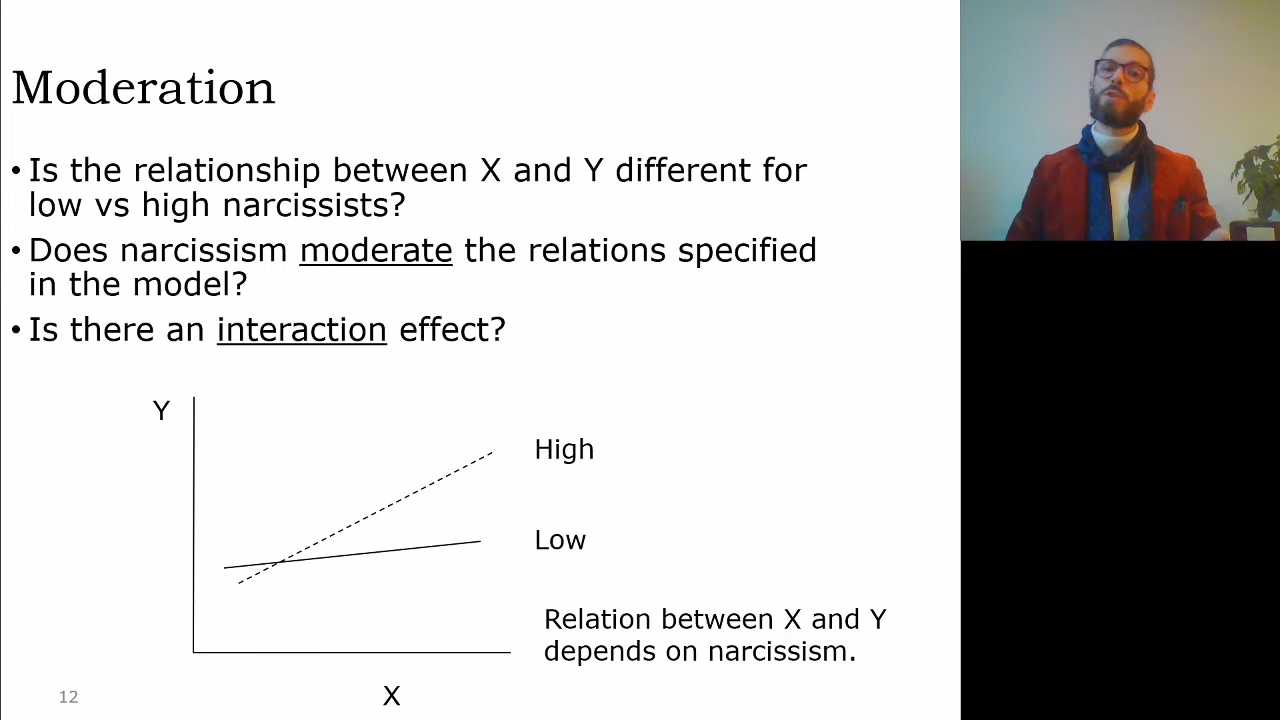 Moderation
• Is the relationship between X and Y different for
low vs high narcissists?
• Does narcissism moderate the relations specified
in the model?
• Is there an interaction effect?
Y
High
Low
Relation between X and Y
depends on narcissism.
X
12